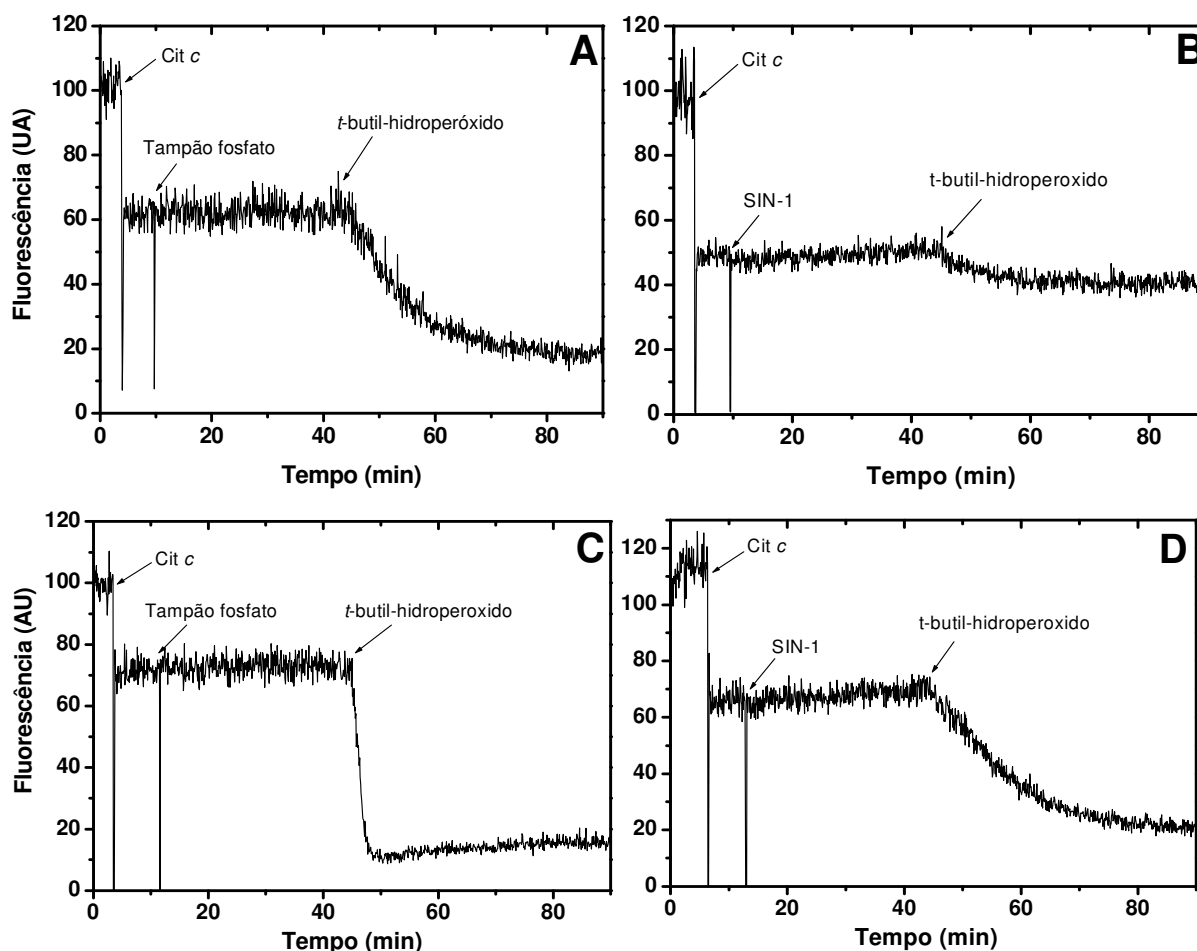 A
Fluorescência (UA)
120
100
80
60
40
20
0
Cit c
Tampão fosfato
t-butil-hidroperóxido
0 20 40 60 80
Tempo (min)
B
120
100
80
60
40
20
0
Cit c
SIN-1
t-butil-hidroperoxido
0 20 40 60 80
Tempo (min)
C
Fluorescência (AU)
120
100
80
60
40
20
0
Cit c
Tampão fosfato
t-butil-hidroperoxido
0 20 40 60 80
Tempo (min)
D
120
100
80
60
40
20
0
Cit c
SIN-1
t-butil-hidroperoxido
0 20 40 60 80
Tempo (min)